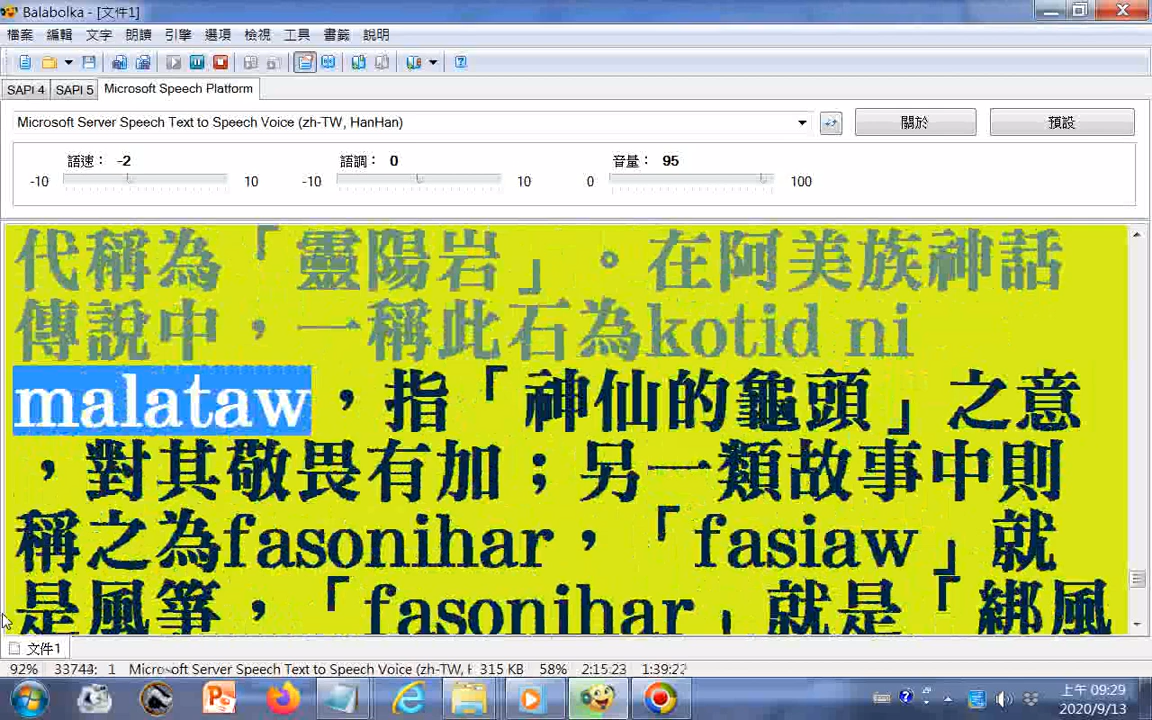 Balabolka - [文件1]
檔案 編輯 文字 朗讀 引擎 選項 檢視 工具 書籤 說明
SAPI 4 SAPI 5 Microsoft Speech Platform
Microsoft Server Speech Text to Speech Voice (zh-TW, HanHan) 關於 預設
語速： -2 語調： 0 音量： 95
-10 10 -10 10 0 100
代稱為「靈陽岩」。在阿美族神話
傳說中，一稱此石為kotid ni
malataw，指「神仙的龜頭」之意
，對其敬畏有加；另一類故事中則
稱之為fasonihar，「fasiaw」就
是風箏，「fasonihar」就是「綁風
文件1
92% 33744: 1 Microsoft Server Speech Text to Speech Voice (zh-TW, H 315 KB 58% 2:15:23 1:39:22
上午 09:29
2020/9/13